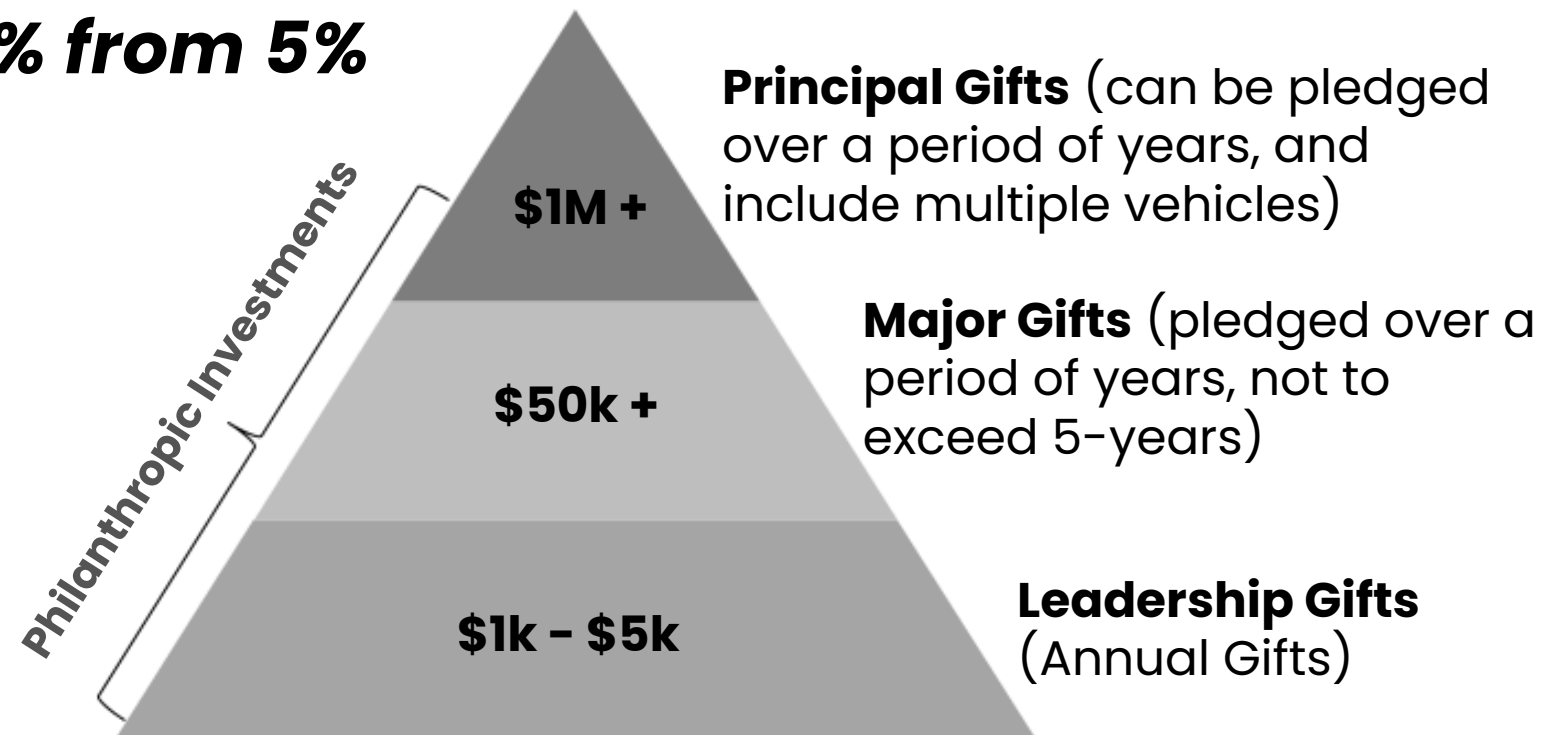 % from 5%
Principal Gifts (can be pledged
over a period of years, and
include multiple vehicles)
$1M +
Philanthropic Investments
Major Gifts (pledged over a
period of years, not to
exceed 5-years)
$50k +
Leadership Gifts
(Annual Gifts)
$1k - $5k